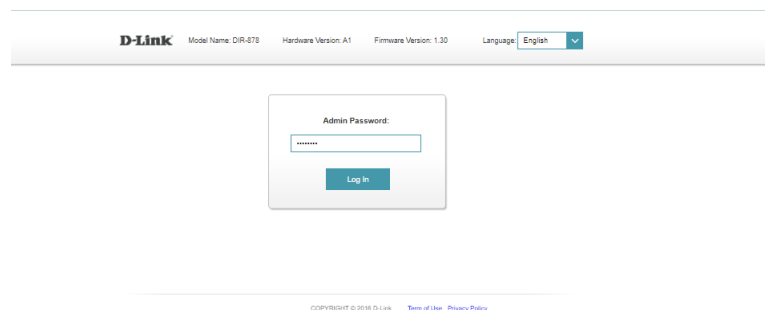 D-Link Model Name: DIR-878 Hardware Version: A1 Firmware Version: 1.30 Language: English
Admin Password:
••••••••
Log In
COPYRIGHT © 2016 D-Link Term of Use Privacy Policy